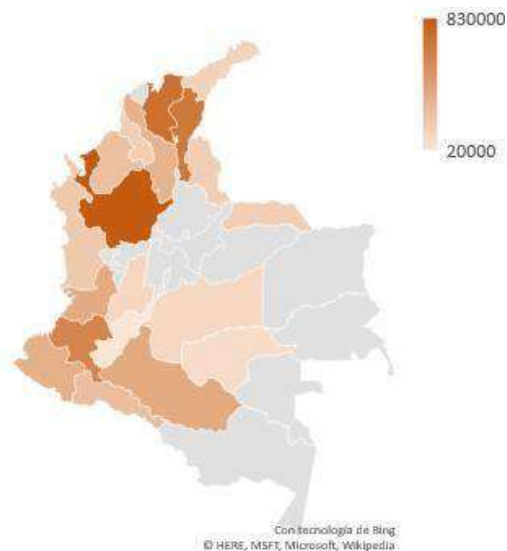 830000
20000
Con tecnología de Bing
© HERE, MSFT, Microsoft, Wikipedia